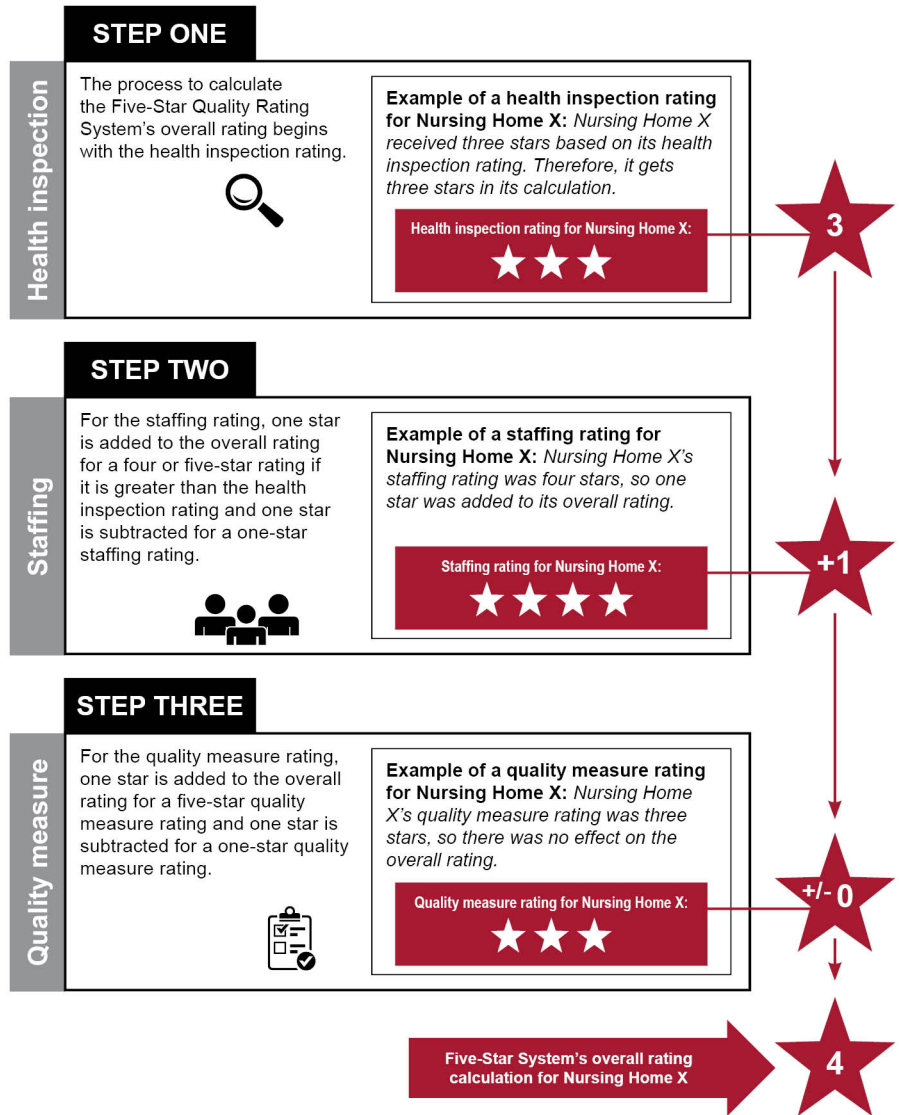 STEP ONE
Health inspection
The process to calculate
the Five-Star Quality Rating
System's overall rating begins
with the health inspection rating.
Example of a health inspection rating
for Nursing Home X: Nursing Home X
received three stars based on its health
inspection rating. Therefore, it gets
three stars in its calculation.
Health inspection rating for Nursing Home X:
3
STEP TWO
Staffing
For the staffing rating, one star
is added to the overall rating
for a four or five-star rating if
it is greater than the health
inspection rating and one star
is subtracted for a one-star
staffing rating.
Example of a staffing rating for
Nursing Home X: Nursing Home X's
staffing rating was four stars, so one
star was added to its overall rating.
Staffing rating for Nursing Home X:
+1
STEP THREE
Quality measure
For the quality measure rating,
one star is added to the overall
rating for a five-star quality
measure rating and one star is
subtracted for a one-star quality
measure rating.
Example of a quality measure rating
for Nursing Home X: Nursing Home
X's quality measure rating was three
stars, so there was no effect on the
overall rating.
Quality measure rating for Nursing Home X:
+/- 0
Five-Star System's overall rating
calculation for Nursing Home X
4